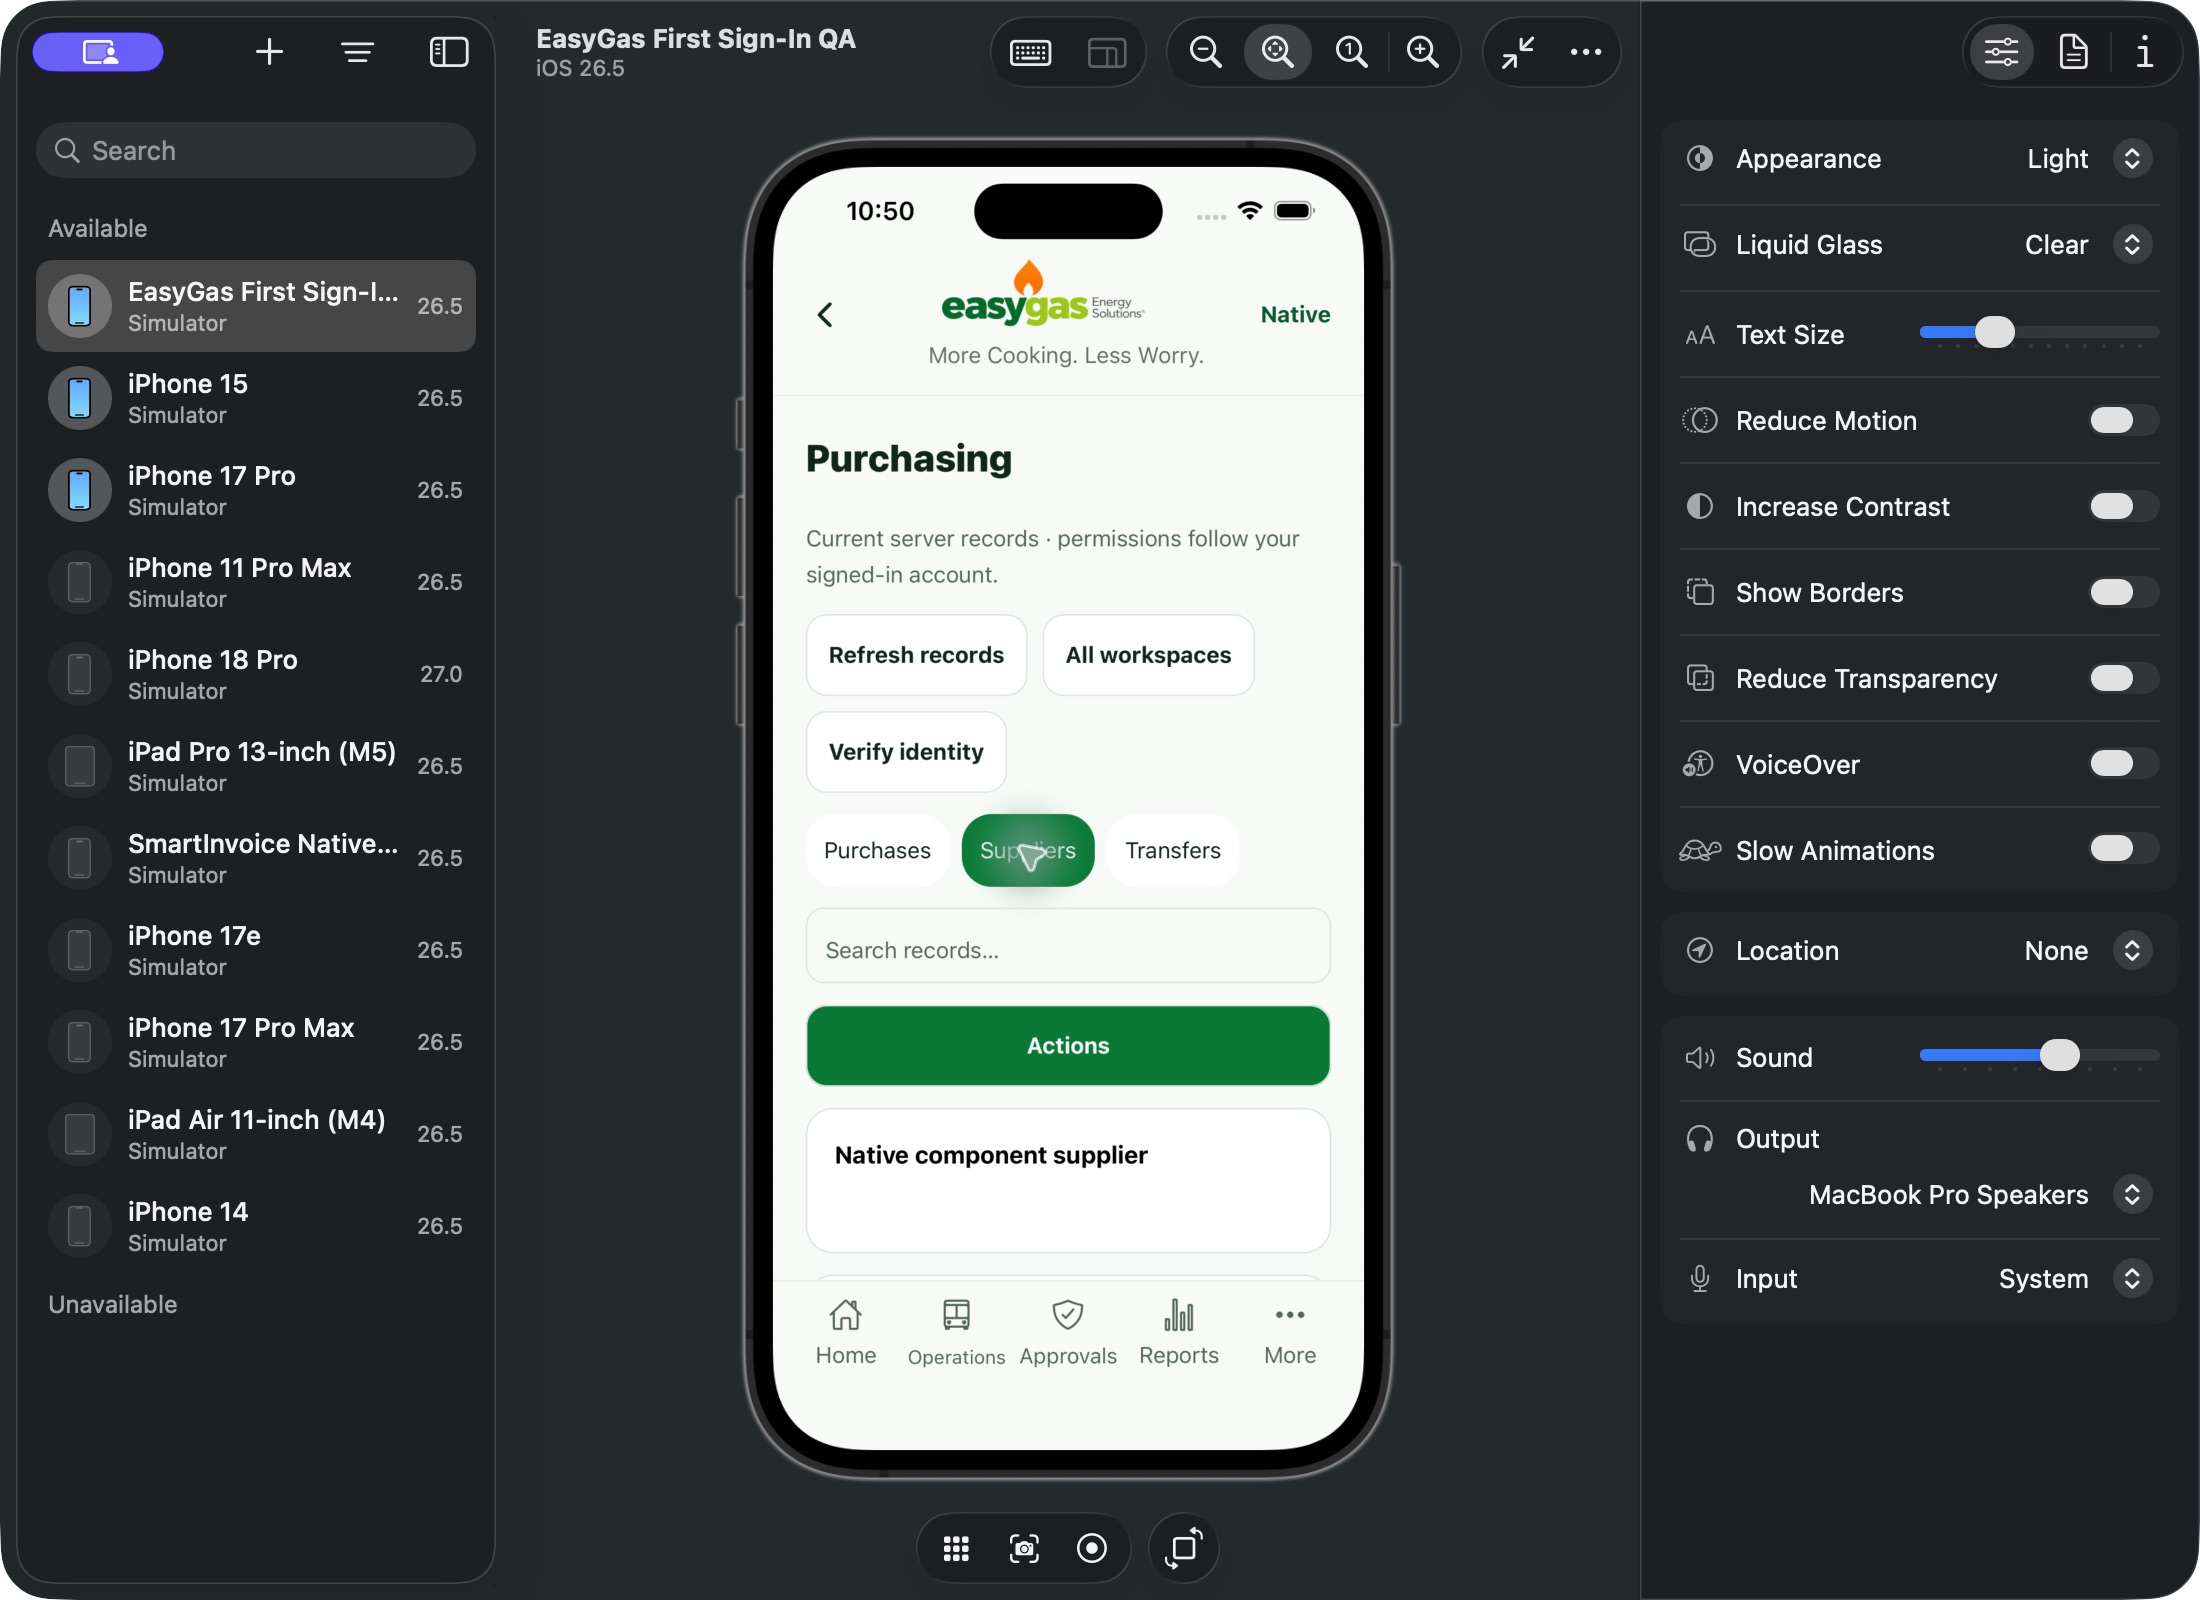 EasyGas First Sign-In QA
iOS 26.5
Search
Available
EasyGas First Sign-I...
Simulator
26.5
iPhone 15
Simulator
26.5
iPhone 17 Pro
Simulator
26.5
iPhone 11 Pro Max
Simulator
26.5
iPhone 18 Pro
Simulator
27.0
iPad Pro 13-inch (M5)
Simulator
26.5
SmartInvoice Native...
Simulator
26.5
iPhone 17e
Simulator
26.5
iPhone 17 Pro Max
Simulator
26.5
iPad Air 11-inch (M4)
Simulator
26.5
iPhone 14
Simulator
26.5
Unavailable
10:50
easygas Energy Solutions
Native
More Cooking. Less Worry.
Purchasing
Current server records · permissions follow your
signed-in account.
Refresh records
All workspaces
Verify identity
Purchases
Suppliers
Transfers
Search records...
Actions
Native component supplier
Home
Operations
Approvals
Reports
More
Appearance
Light
Liquid Glass
Clear
Text Size
Reduce Motion
Increase Contrast
Show Borders
Reduce Transparency
VoiceOver
Slow Animations
Location
None
Sound
Output
MacBook Pro Speakers
Input
System